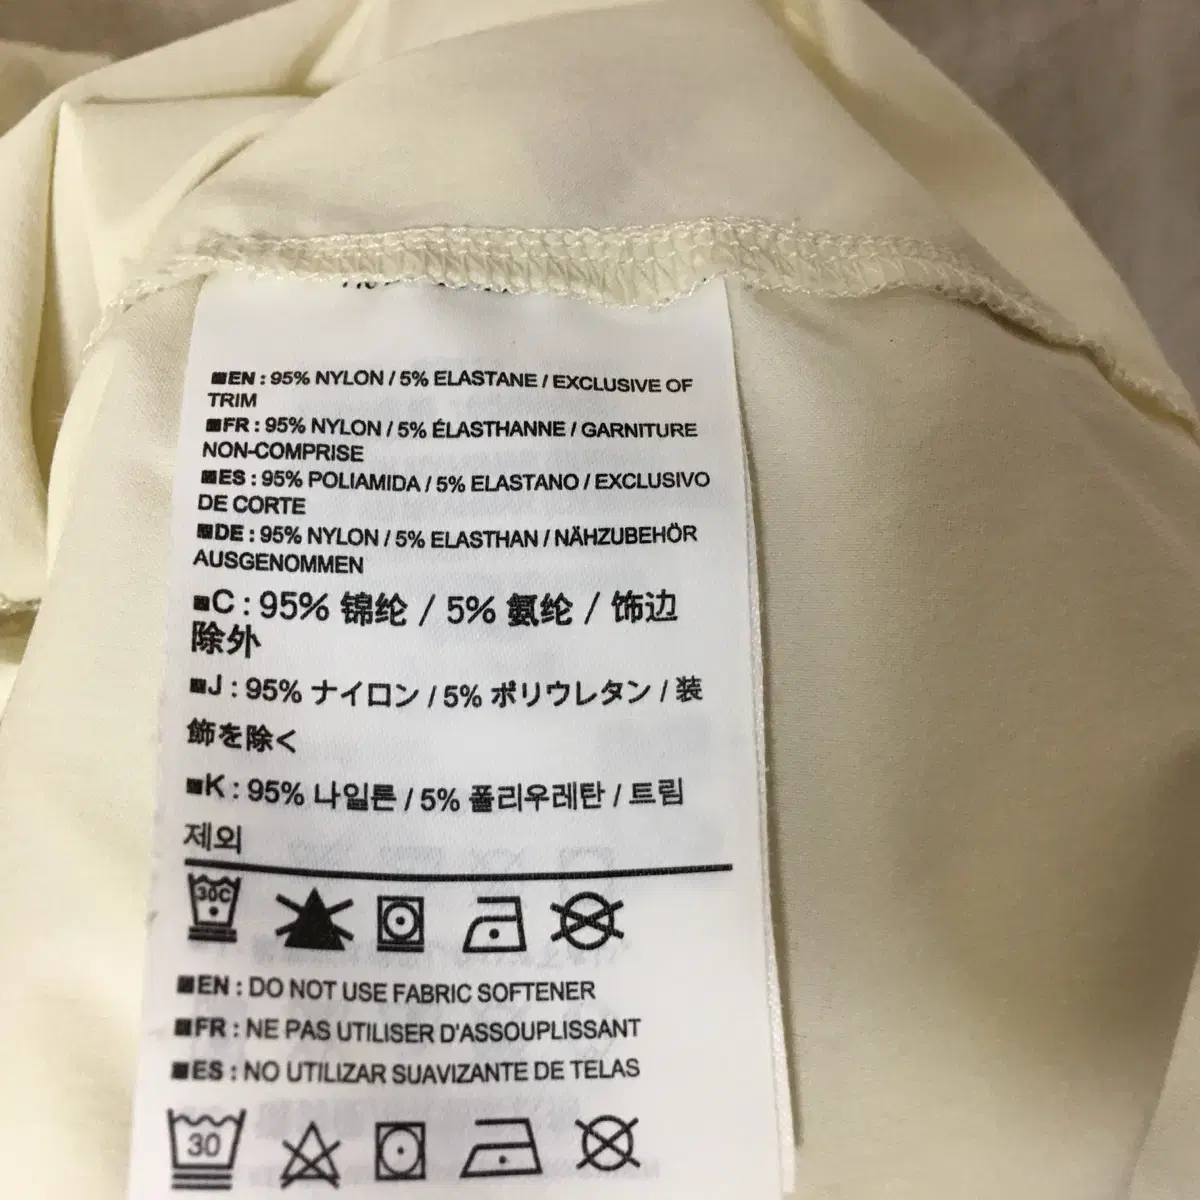 EN : 95% NYLON / 5% ELASTANE / EXCLUSIVE OF
TRIM
FR : 95% NYLON / 5% ÉLASTHANNE / GARNITURE
NON-COMPRISE
ES : 95% POLIAMIDA / 5% ELASTANO / EXCLUSIVO
DE CORTE
DE : 95% NYLON / 5% ELASTHAN / NÄHZUBEHÖR
AUSGENOMMEN
C : 95% 锦纶 / 5% 氨纶 / 饰边
除外
J : 95% ナイロン / 5% ポリウレタン / 装
飾を除く
K : 95% 나일론 / 5% 폴리우레탄 / 트림
제외
30C
EN : DO NOT USE FABRIC SOFTENER
FR : NE PAS UTILISER D'ASSOUPLISSANT
ES : NO UTILIZAR SUAVIZANTE DE TELAS
30